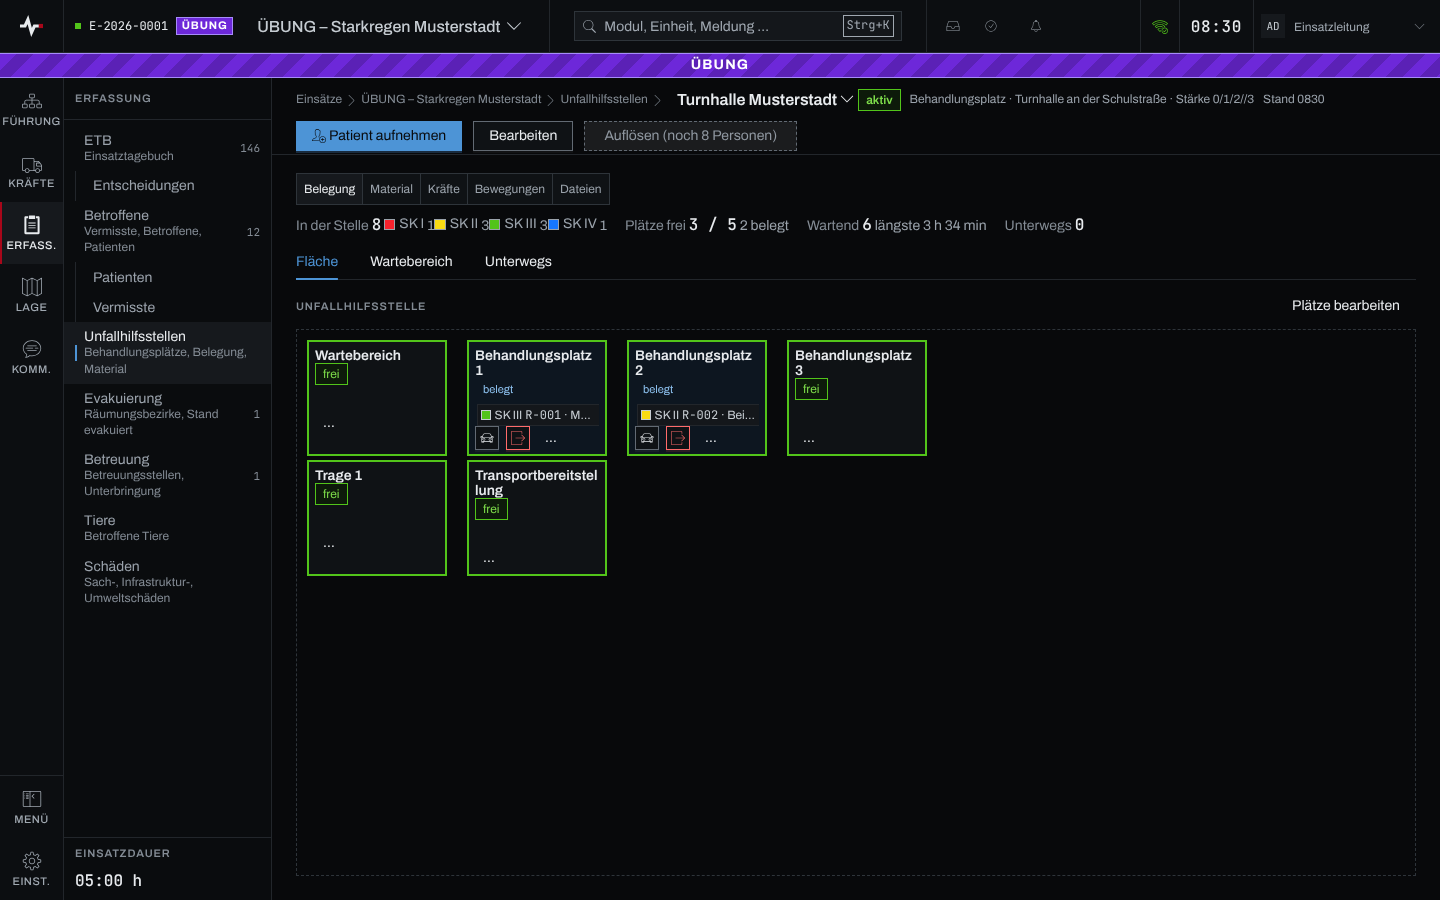 E-2026-0001 ÜBUNG ÜBUNG – Starkregen Musterstadt Modul, Einheit, Meldung ... Strg+K 08:30 AD Einsatzleitung
ÜBUNG
FÜHRUNG
KRÄFTE
ERFASS.
LAGE
KOMM.
MENÜ
EINST.
ERFASSUNG
ETB
Einsatztagebuch
146
Entscheidungen
Betroffene
Vermisste, Betroffene,
Patienten
12
Patienten
Vermisste
Unfallhilfsstellen
Behandlungsplätze, Belegung,
Material
Evakuierung
Räumungsbezirke, Stand
evakuiert
1
Betreuung
Betreuungsstellen,
Unterbringung
1
Tiere
Betroffene Tiere
Schäden
Sach-, Infrastruktur-,
Umweltschäden
EINSATZDAUER
05:00 h
Einsätze ÜBUNG – Starkregen Musterstadt Unfallhilfsstellen Turnhalle Musterstadt aktiv Behandlungsplatz · Turnhalle an der Schulstraße · Stärke 0/1/2//3 Stand 0830
Patient aufnehmen Bearbeiten Auflösen (noch 8 Personen)
Belegung Material Kräfte Bewegungen Dateien
In der Stelle 8 SK I 1 SK II 3 SK III 3 SK IV 1 Plätze frei 3 / 5 2 belegt Wartend 6 längste 3 h 34 min Unterwegs 0
Fläche Wartebereich Unterwegs
UNFALLHILFSSTELLE Plätze bearbeiten
Wartebereich
frei
...
Behandlungsplatz
1
belegt
SK III R-001 · M...
...
Behandlungsplatz
2
belegt
SK II R-002 · Bei...
...
Behandlungsplatz
3
frei
...
Trage 1
frei
...
Transportbereitstel
lung
frei
...